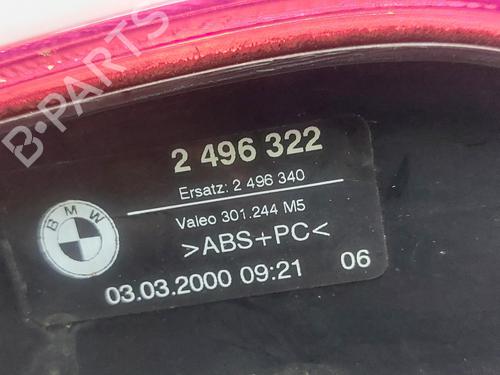 B-PARTS
2 496 322
Ersatz: 2 496 340
Valeo 301.244 M5
>ABS+PC<
BMW
03.03.2000 09:21 06